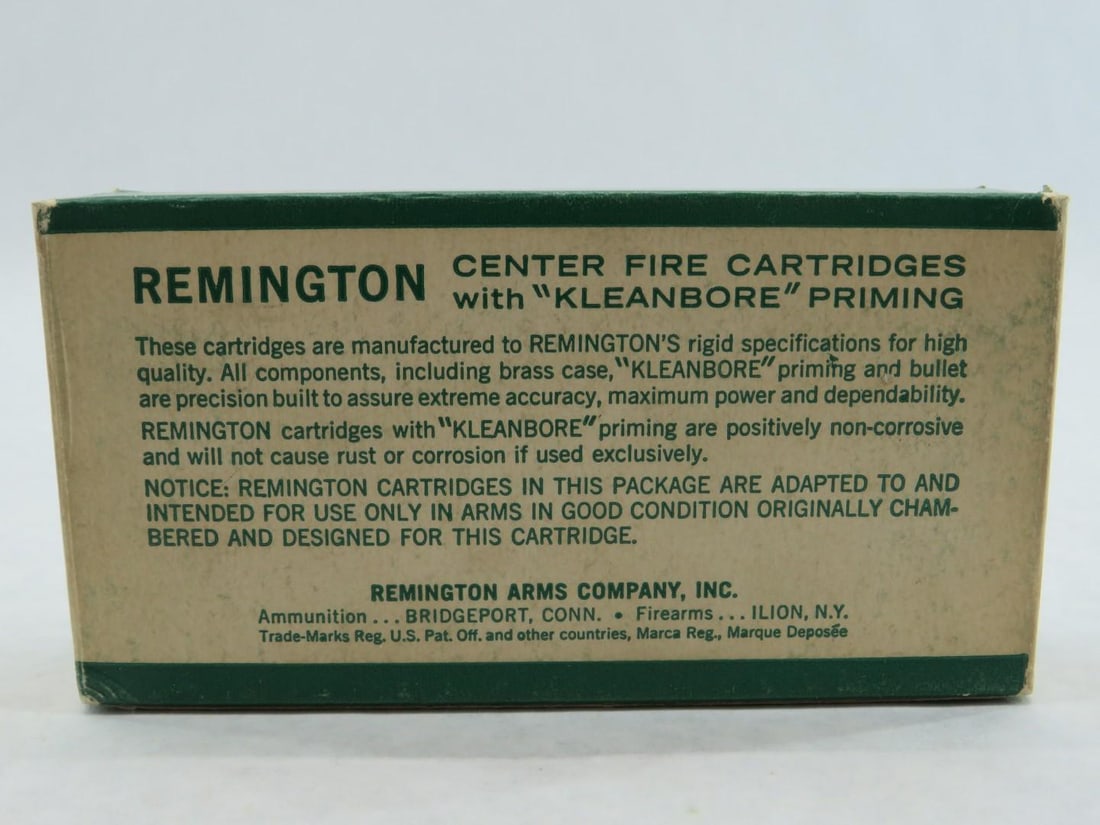 REMINGTON CENTER FIRE CARTRIDGES
with "KLEANBORE" PRIMING
These cartridges are manufactured to REMINGTON'S rigid specifications for high
quality. All components, including brass case, "KLEANBORE" priming and bullet
are precision built to assure extreme accuracy, maximum power and dependability.
REMINGTON cartridges with "KLEANBORE" priming are positively non-corrosive
and will not cause rust or corrosion if used exclusively.
NOTICE: REMINGTON CARTRIDGES IN THIS PACKAGE ARE ADAPTED TO AND
INTENDED FOR USE ONLY IN ARMS IN GOOD CONDITION ORIGINALLY CHAM-
BERED AND DESIGNED FOR THIS CARTRIDGE.
REMINGTON ARMS COMPANY, INC.
Ammunition... BRIDGEPORT, CONN. • Firearms... ILION, N.Y.
Trade-Marks Reg. U.S. Pat. Off. and other countries, Marca Reg., Marque Deposée